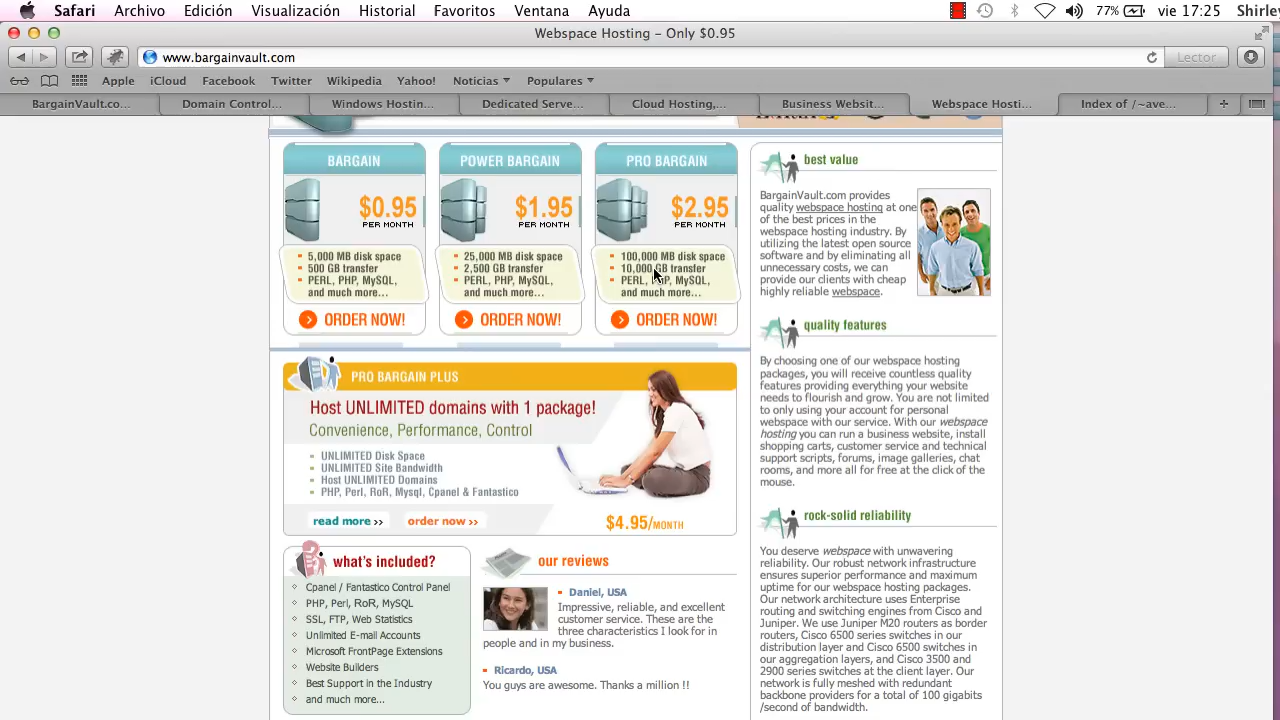 Safari Archivo Edición Visualización Historial Favoritos Ventana Ayuda 77% vie 17:25 Shirley
Webspace Hosting – Only $0.95
www.bargainvault.com
Lector
Apple iCloud Facebook Twitter Wikipedia Yahoo! Noticias Populares
BargainVault.co... Domain Control... Windows Hostin... Dedicated Serve... Cloud Hosting,... Business Websit... Webspace Hosti... Index of /~ave...
BARGAIN
$0.95
PER MONTH
5,000 MB disk space
500 GB transfer
PERL, PHP, MySQL,
and much more...
ORDER NOW!
POWER BARGAIN
$1.95
PER MONTH
25,000 MB disk space
2,500 GB transfer
PERL, PHP, MySQL,
and much more...
ORDER NOW!
PRO BARGAIN
$2.95
PER MONTH
100,000 MB disk space
10,000 GB transfer
PERL, PHP, MySQL,
and much more...
ORDER NOW!
PRO BARGAIN PLUS
Host UNLIMITED domains with 1 package!
Convenience, Performance, Control
UNLIMITED Disk Space
UNLIMITED Site Bandwidth
Host UNLIMITED Domains
PHP, Perl, RoR, Mysql, Cpanel & Fantastico
read more >> order now >> $4.95/MONTH
what's included?
Cpanel / Fantastico Control Panel
PHP, Perl, RoR, MySQL
SSL, FTP, Web Statistics
Unlimited E-mail Accounts
Microsoft FrontPage Extensions
Website Builders
Best Support in the Industry
and much more...
our reviews
Daniel, USA
Impressive, reliable, and excellent
customer service. These are the
three characteristics I look for in
people and in my business.
Ricardo, USA
You guys are awesome. Thanks a million !!
best value
BargainVault.com provides
quality webspace hosting at one
of the best prices in the
webspace hosting industry. By
utilizing the latest open source
software and by eliminating all
unnecessary costs, we can
provide our clients with cheap
highly reliable webspace.
quality features
By choosing one of our webspace hosting
packages, you will receive countless quality
features providing everything your website
needs to flourish and grow. You are not limited
to only using your account for personal
webspace with our service. With our webspace
hosting you can run a business website, install
shopping carts, customer service and technical
support scripts, forums, image galleries, chat
rooms, and more all for free at the click of the
mouse.
rock-solid reliability
You deserve webspace with unwavering
reliability. Our robust network infrastructure
ensures superior performance and maximum
uptime for our webspace hosting packages.
Our network architecture uses Enterprise
routing and switching engines from Cisco and
Juniper. We use Juniper M20 routers as border
routers, Cisco 6500 series switches in our
distribution layer and Cisco 6500 switches in
our aggregation layers, and Cisco 3500 and
2900 series switches at the client layer. Our
network is fully meshed with redundant
backbone providers for a total of 100 gigabits
/second of bandwidth.